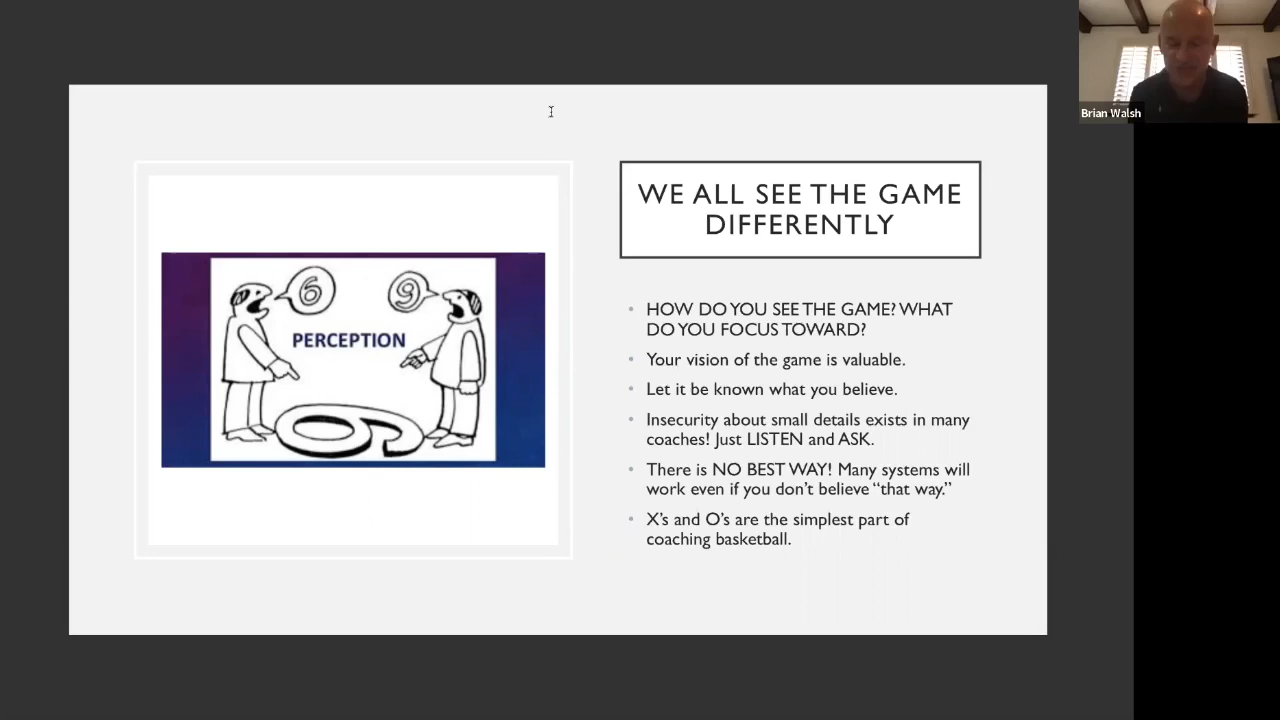 Brian Walsh
WE ALL SEE THE GAME
DIFFERENTLY
6
9
PERCEPTION
HOW DO YOU SEE THE GAME? WHAT
DO YOU FOCUS TOWARD?
Your vision of the game is valuable.
Let it be known what you believe.
Insecurity about small details exists in many
coaches! Just LISTEN and ASK.
There is NO BEST WAY! Many systems will
work even if you don’t believe “that way.”
X’s and O’s are the simplest part of
coaching basketball.